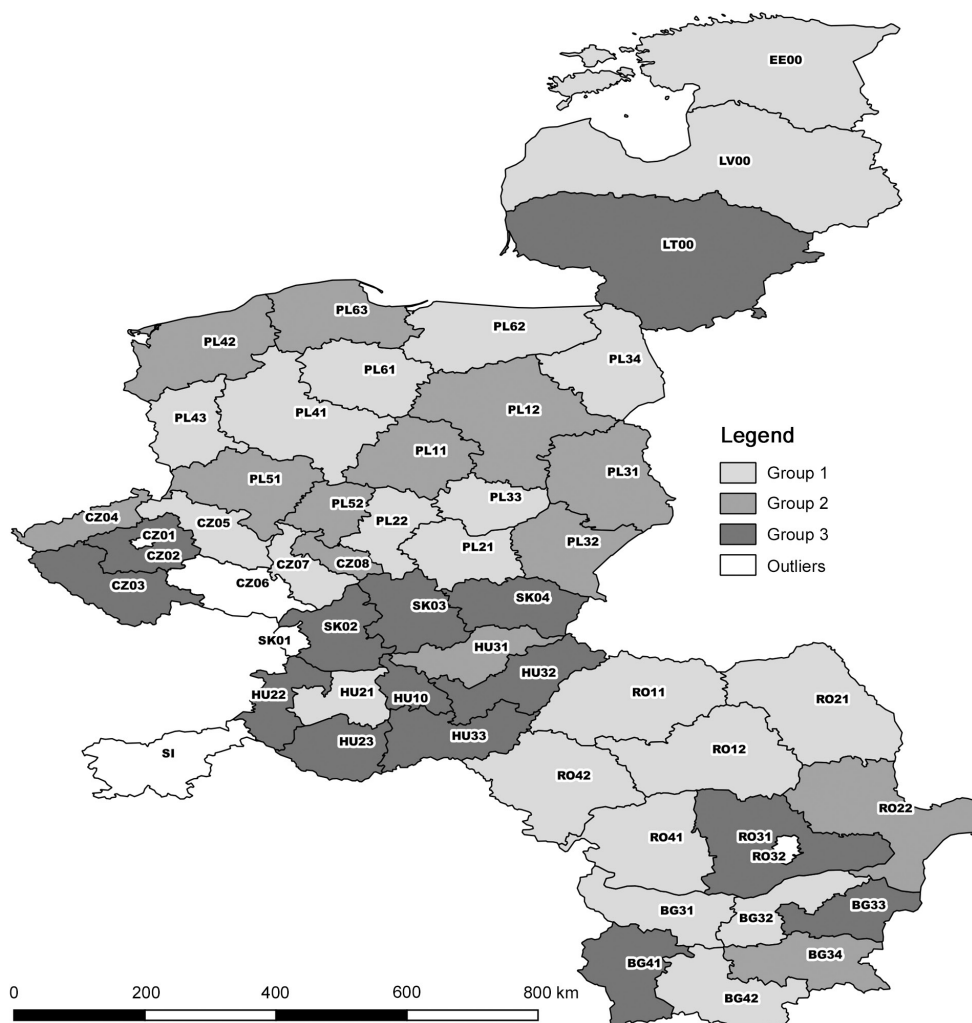 EE00
LV00
LT00
PL63
PL62
PL42
PL34
PL61
PL43
PL41
PL12
Legend
PL11
PL31
Group 1
PL51
PL33
PL52
Group 2
CZ04
CZ05
PL22
CZ01
Group 3
PL32
PL21
CZ02
CZ07
CZ08
Outliers
CZ03
CZ06
SK04
SK03
SK02
SK01
HU31
HU32
HU22
HU21
HU10
RO11
RO21
HU23
HU33
RO12
SI
RO42
RO22
RO41
RO31
RO32
BG33
BG31
BG32
BG34
BG41
0 200 400 600 800 km
BG42